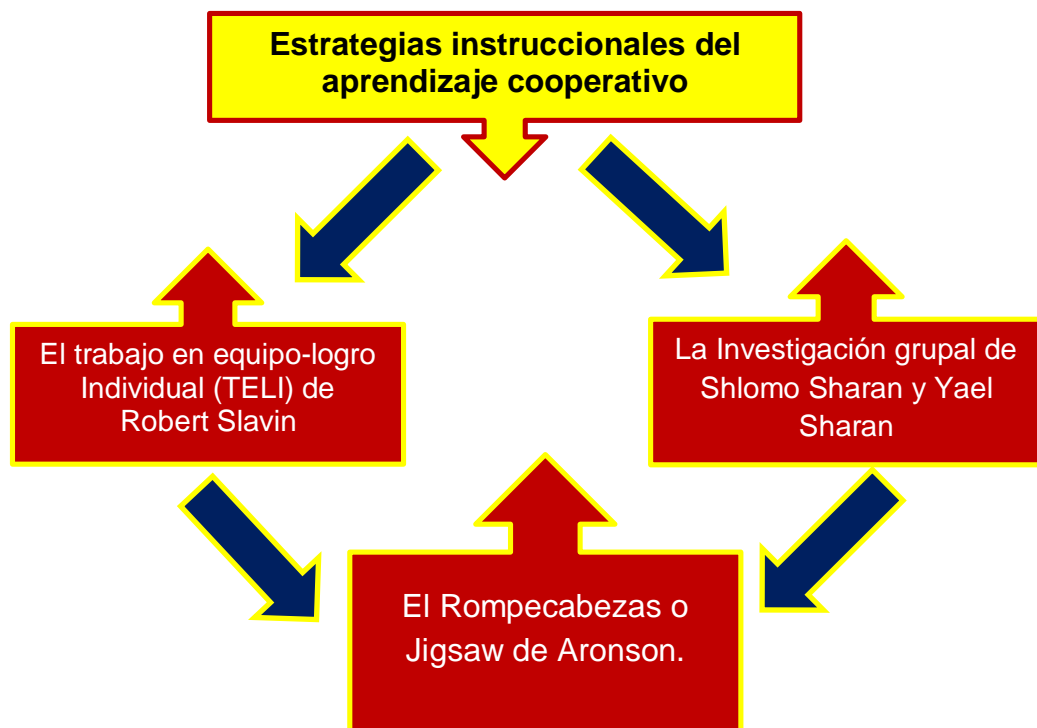 Estrategias instruccionales del
aprendizaje cooperativo
El trabajo en equipo-logro
Individual (TELI) de
Robert Slavin
La Investigación grupal de
Shlomo Sharan y Yael
Sharan
El Rompecabezas o
Jigsaw de Aronson.